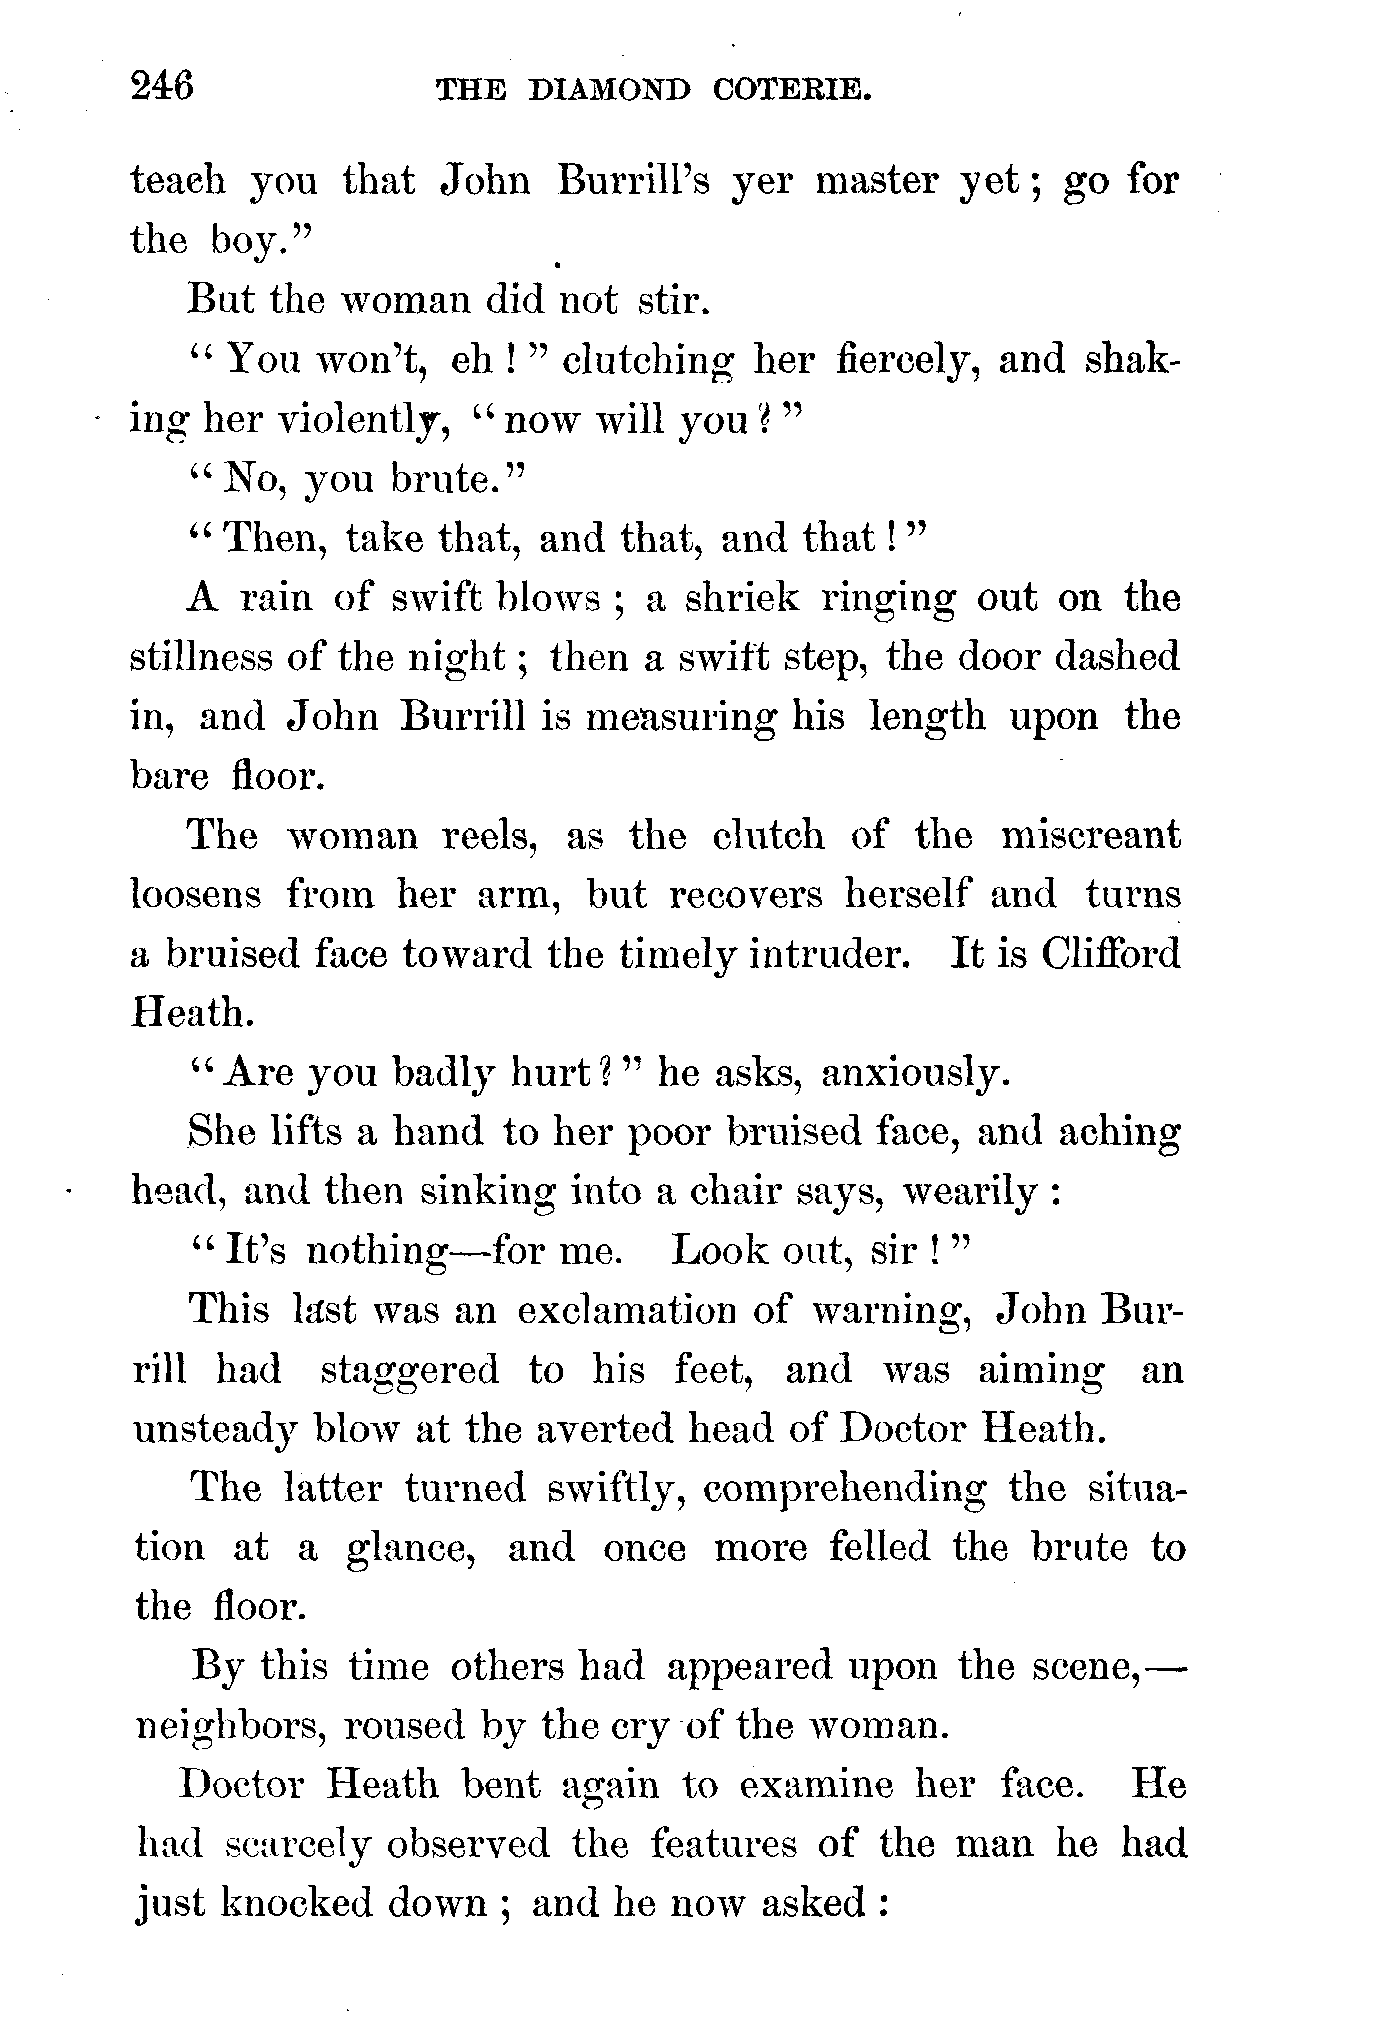 246 THE DIAMOND COTERIE.
teach you that John Burrill's yer master yet; go for
the boy."
But the woman did not stir.
"You won't, eh!" clutching her fiercely, and shak-
ing her violently, "now will you?"
"No, you brute."
"Then, take that, and that, and that!"
A rain of swift blows; a shriek ringing out on the
stillness of the night; then a swift step, the door dashed
in, and John Burrill is measuring his length upon the
bare floor.
The woman reels, as the clutch of the miscreant
loosens from her arm, but recovers herself and turns
a bruised face toward the timely intruder. It is Clifford
Heath.
"Are you badly hurt?" he asks, anxiously.
She lifts a hand to her poor bruised face, and aching
head, and then sinking into a chair says, wearily:
"It's nothing—for me. Look out, sir!"
This last was an exclamation of warning, John Bur-
rill had staggered to his feet, and was aiming an
unsteady blow at the averted head of Doctor Heath.
The latter turned swiftly, comprehending the situa-
tion at a glance, and once more felled the brute to
the floor.
By this time others had appeared upon the scene,—
neighbors, roused by the cry of the woman.
Doctor Heath bent again to examine her face. He
had scarcely observed the features of the man he had
just knocked down; and he now asked: